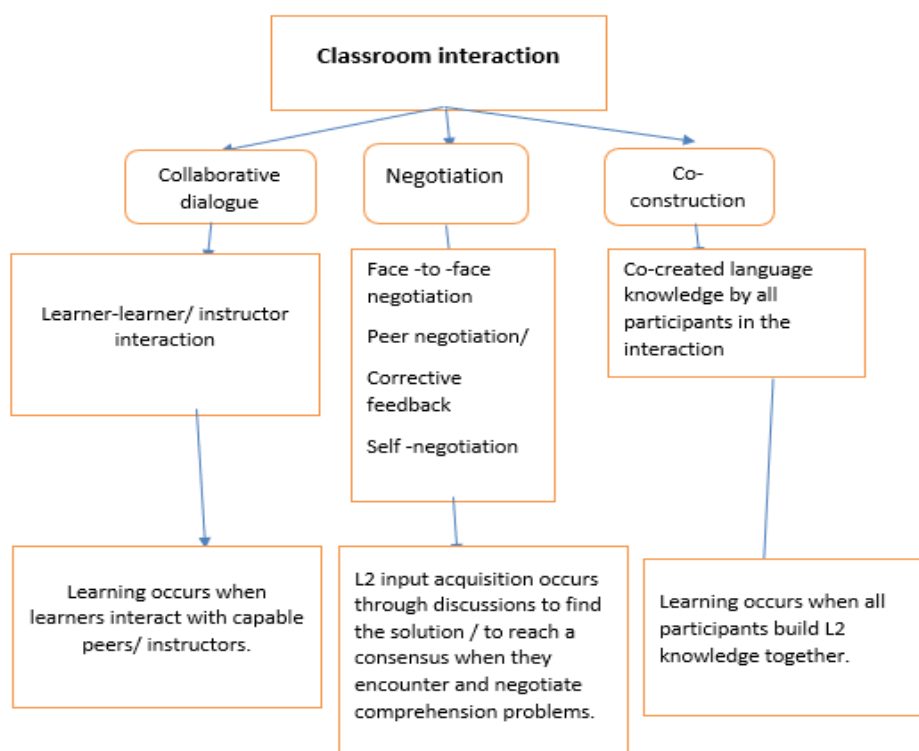 Classroom interaction
Collaborative
dialogue
Negotiation
Co-
construction
Learner-learner/ instructor
interaction
Face -to -face
negotiation
Peer negotiation/
Corrective
feedback
Self -negotiation
Co-created language
knowledge by all
participants in the
interaction
Learning occurs when
learners interact with capable
peers/ instructors.
L2 input acquisition occurs
through discussions to find
the solution / to reach a
consensus when they
encounter and negotiate
comprehension problems.
Learning occurs when all
participants build L2
knowledge together.